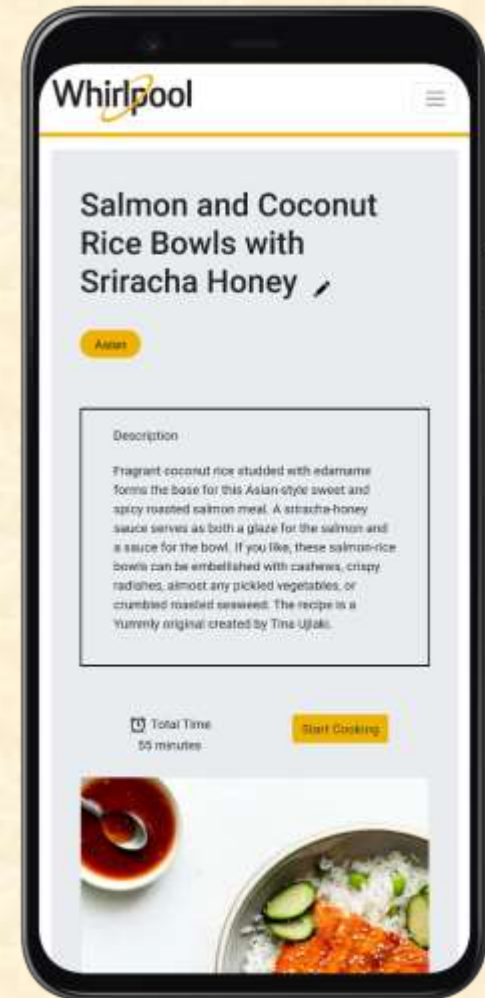 Whirlpool
Salmon and Coconut
Rice Bowls with
Sriracha Honey
Asian
Description
Fragrant coconut rice studded with edamame
forms the base for this Asian-style sweet and
spicy roasted salmon meal. A sriracha-honey
sauce serves as both a glaze for the salmon and
a sauce for the bowl. If you like, these salmon-rice
bowls can be embellished with cashews, crispy
radishes, almost any pickled vegetables, or
crumbled roasted seaweed. The recipe is a
Yummly original created by Tina Ujlaki.
Total Time
55 minutes
Start Cooking